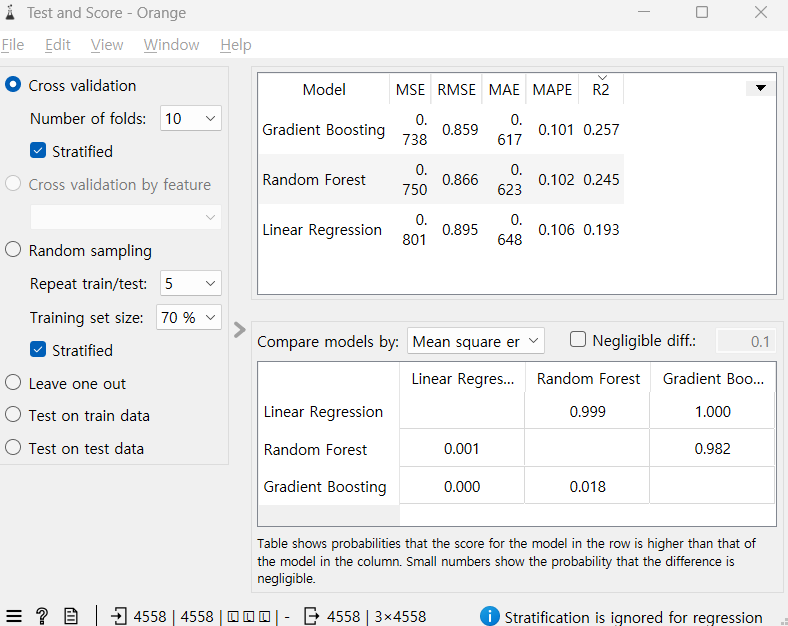 Test and Score - Orange
File Edit View Window Help
Cross validation
Number of folds: 10
Stratified
Cross validation by feature
Random sampling
Repeat train/test: 5
Training set size: 70 %
Stratified
Leave one out
Test on train data
Test on test data
Model MSE RMSE MAE MAPE R2
Gradient Boosting 0.738 0.859 0.617 0.101 0.257
Random Forest 0.750 0.866 0.623 0.102 0.245
Linear Regression 0.801 0.895 0.648 0.106 0.193
Compare models by: Mean square er Negligible diff.: 0.1
Linear Regres... Random Forest Gradient Boo...
Linear Regression 0.999 1.000
Random Forest 0.001 0.982
Gradient Boosting 0.000 0.018
Table shows probabilities that the score for the model in the row is higher than that of
the model in the column. Small numbers show the probability that the difference is
negligible.
? | 4558 | 4558 | - 4558 | 3×4558 Stratification is ignored for regression